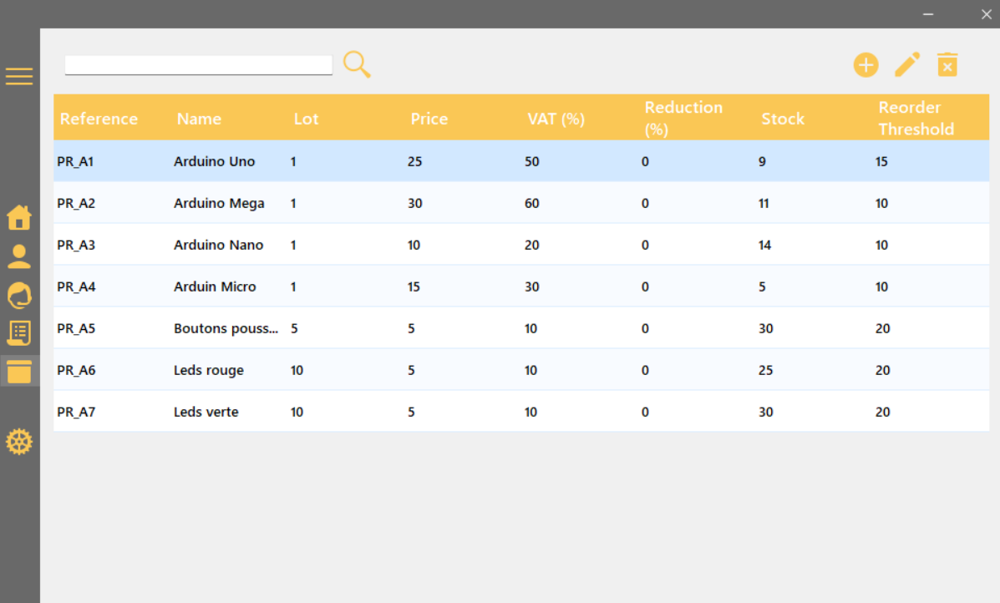 Reference Name Lot Price VAT (%) Reduction (%) Stock Reorder Threshold
PR_A1 Arduino Uno 1 25 50 0 9 15
PR_A2 Arduino Mega 1 30 60 0 11 10
PR_A3 Arduino Nano 1 10 20 0 14 10
PR_A4 Arduin Micro 1 15 30 0 5 10
PR_A5 Boutons pouss... 5 5 10 0 30 20
PR_A6 Leds rouge 10 5 10 0 25 20
PR_A7 Leds verte 10 5 10 0 30 20